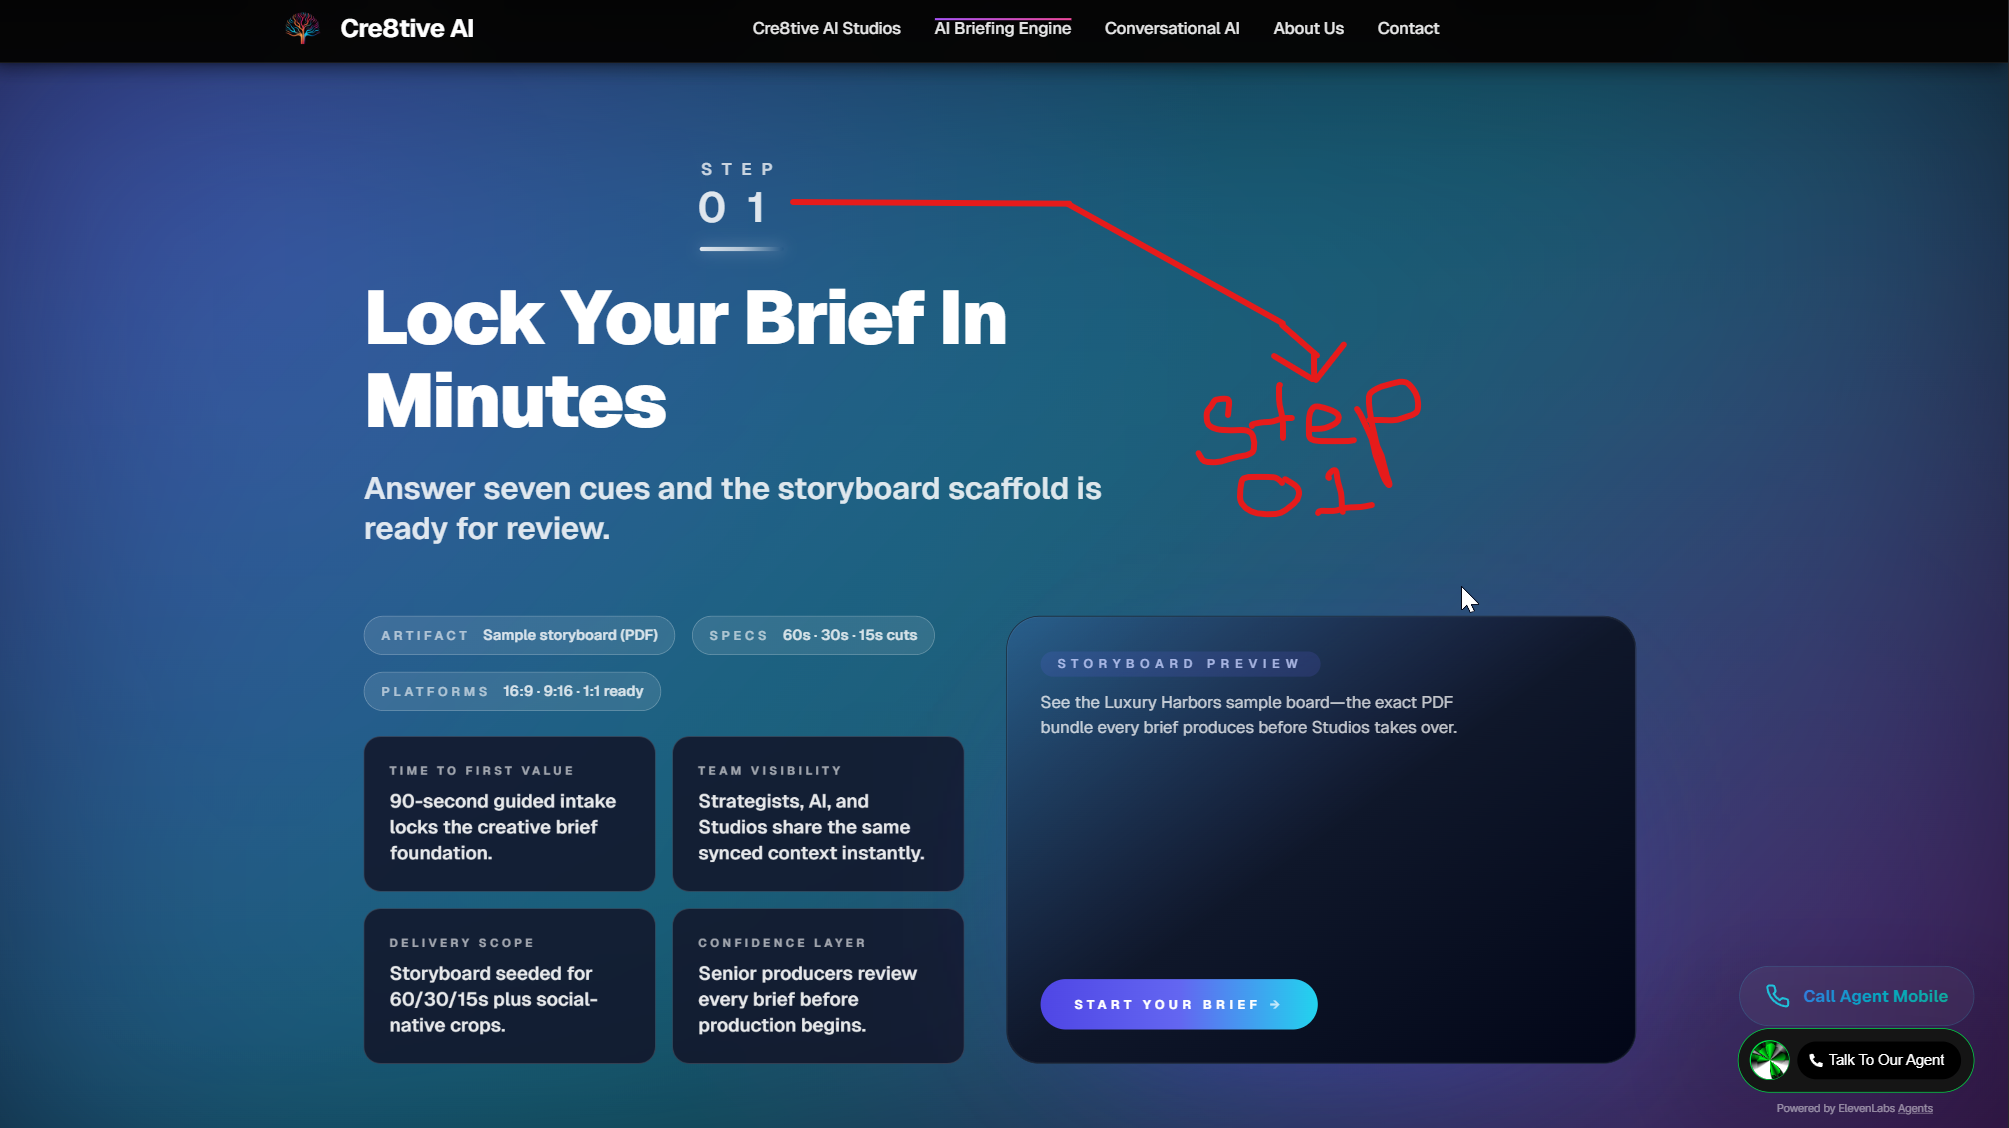 Cre8tive AI
Cre8tive AI Studios
AI Briefing Engine
Conversational AI
About Us
Contact
STEP
01
Lock Your Brief In
Minutes
Answer seven cues and the storyboard scaffold is
ready for review.
step
01
ARTIFACT Sample storyboard (PDF)
SPECS 60s · 30s · 15s cuts
PLATFORMS 16:9 · 9:16 · 1:1 ready
TIME TO FIRST VALUE
90-second guided intake
locks the creative brief
foundation.
TEAM VISIBILITY
Strategists, AI, and
Studios share the same
synced context instantly.
DELIVERY SCOPE
Storyboard seeded for
60/30/15s plus social-
native crops.
CONFIDENCE LAYER
Senior producers review
every brief before
production begins.
STORYBOARD PREVIEW
See the Luxury Harbors sample board—the exact PDF
bundle every brief produces before Studios takes over.
START YOUR BRIEF →
Call Agent Mobile
Talk To Our Agent
Powered by ElevenLabs Agents